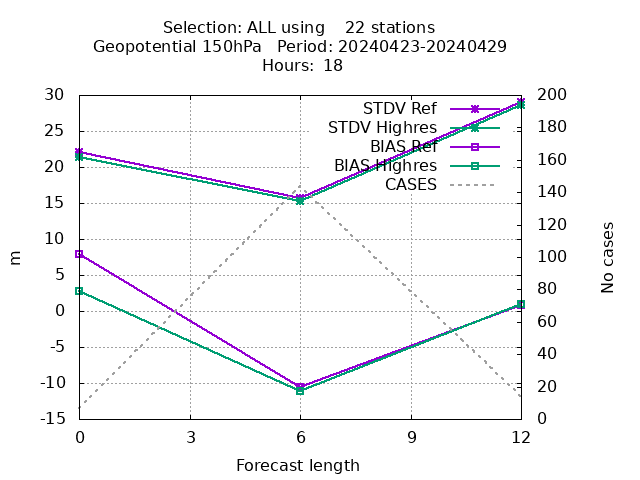 Selection: ALL using    22 stations
Geopotential 150hPa   Period: 20240423-20240429
Hours: 18
30
25
20
15
10
5
0
-5
-10
-15
m
200
180
160
140
120
100
80
60
40
20
0
No cases
STDV Ref
STDV Highres
BIAS Ref
BIAS Highres
CASES
0 3 6 9 12
Forecast length